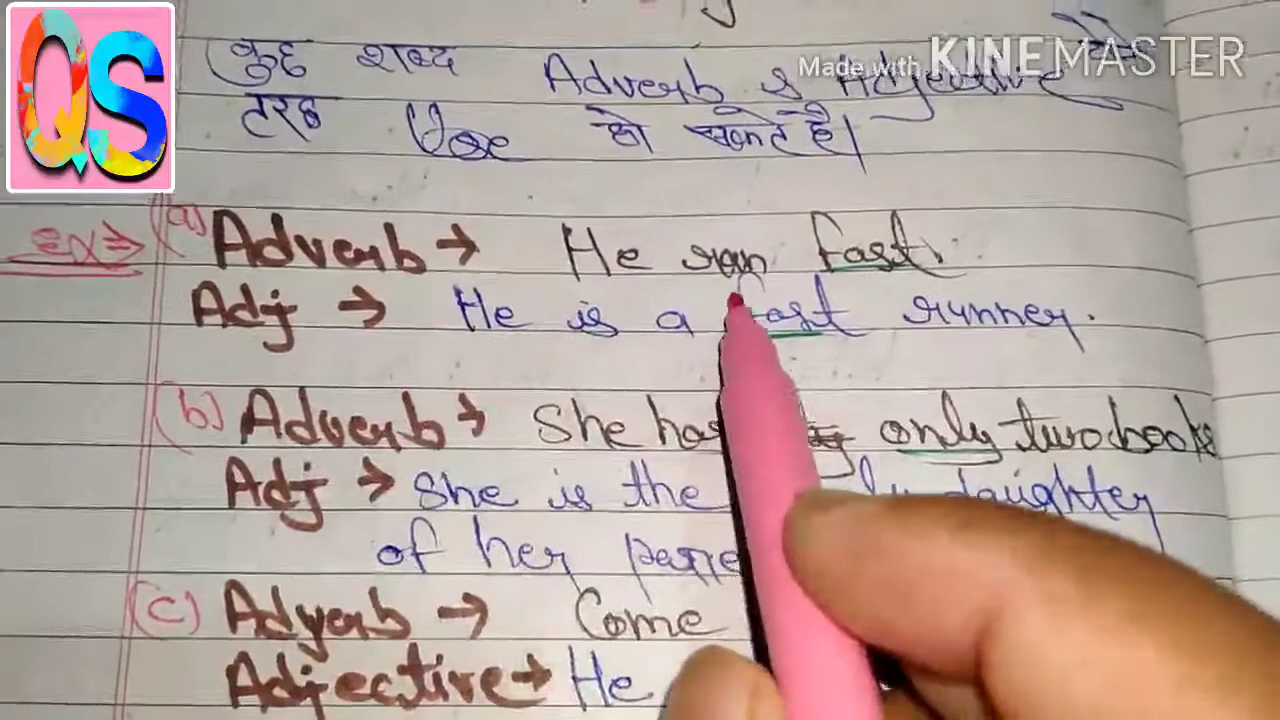 QS
Made with KINEMASTER
कुछ शब्द Adverb व Adjective की
तरह Use हो सकते है।
Ex⇒ (a) Adverb → He ran fast.
Adj → He is a fast runner.
(b) Adverb → She has only two books
Adj → She is the only daughter
of her
(c) Adverb → Come
Adjective → He